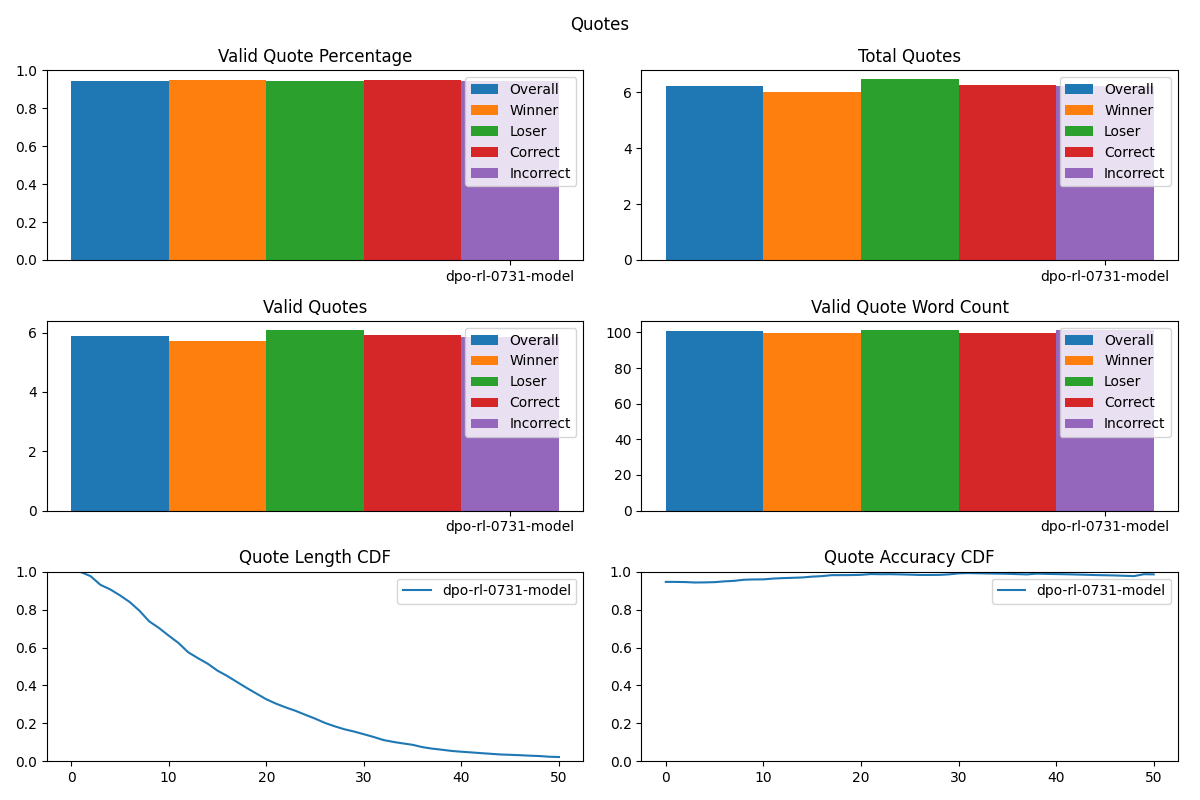 Quotes
Valid Quote Percentage
1.0
0.8
0.6
0.4
0.2
0.0
Overall
Winner
Loser
Correct
Incorrect
dpo-rl-0731-model
Total Quotes
6
4
2
0
Overall
Winner
Loser
Correct
Incorrect
dpo-rl-0731-model
Valid Quotes
6
4
2
0
Overall
Winner
Loser
Correct
Incorrect
dpo-rl-0731-model
Valid Quote Word Count
100
80
60
40
20
0
Overall
Winner
Loser
Correct
Incorrect
dpo-rl-0731-model
Quote Length CDF
1.0
0.8
0.6
0.4
0.2
0.0
dpo-rl-0731-model
0 10 20 30 40 50
Quote Accuracy CDF
1.0
0.8
0.6
0.4
0.2
0.0
dpo-rl-0731-model
0 10 20 30 40 50